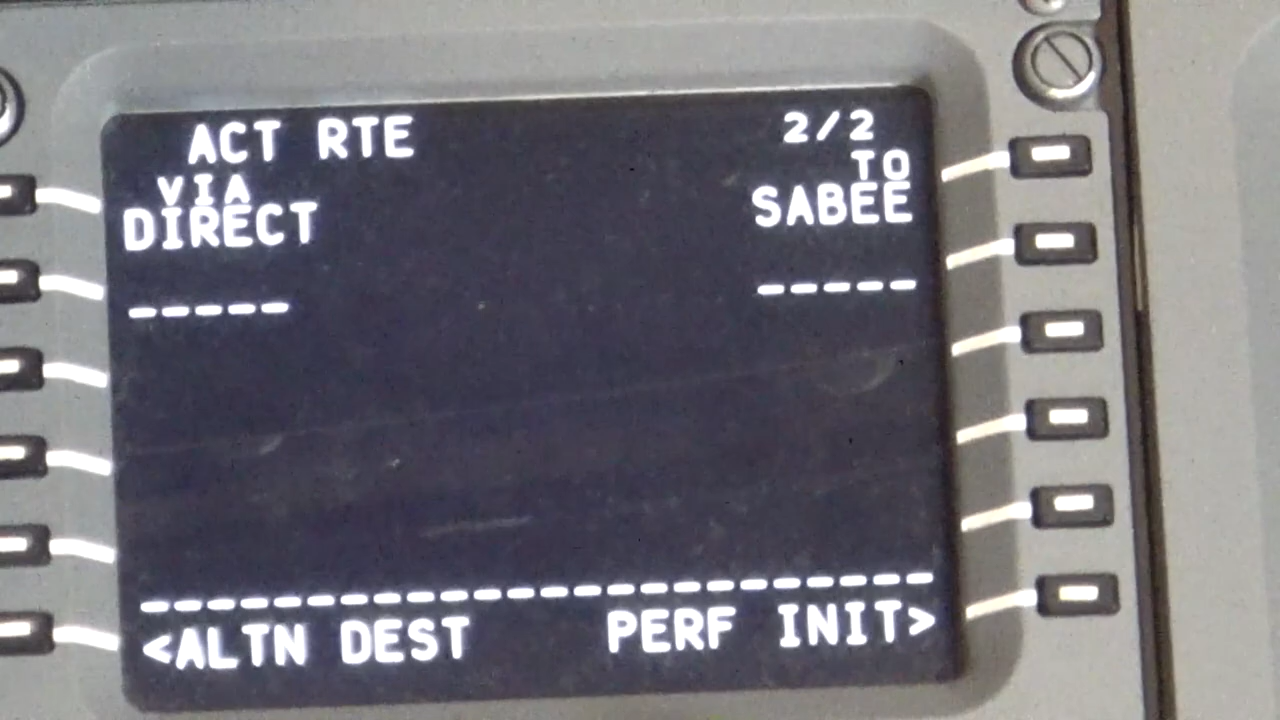 ACT RTE 2/2
VIA TO
DIRECT SABEE
----- -----
------------------------
<ALTN DEST PERF INIT>